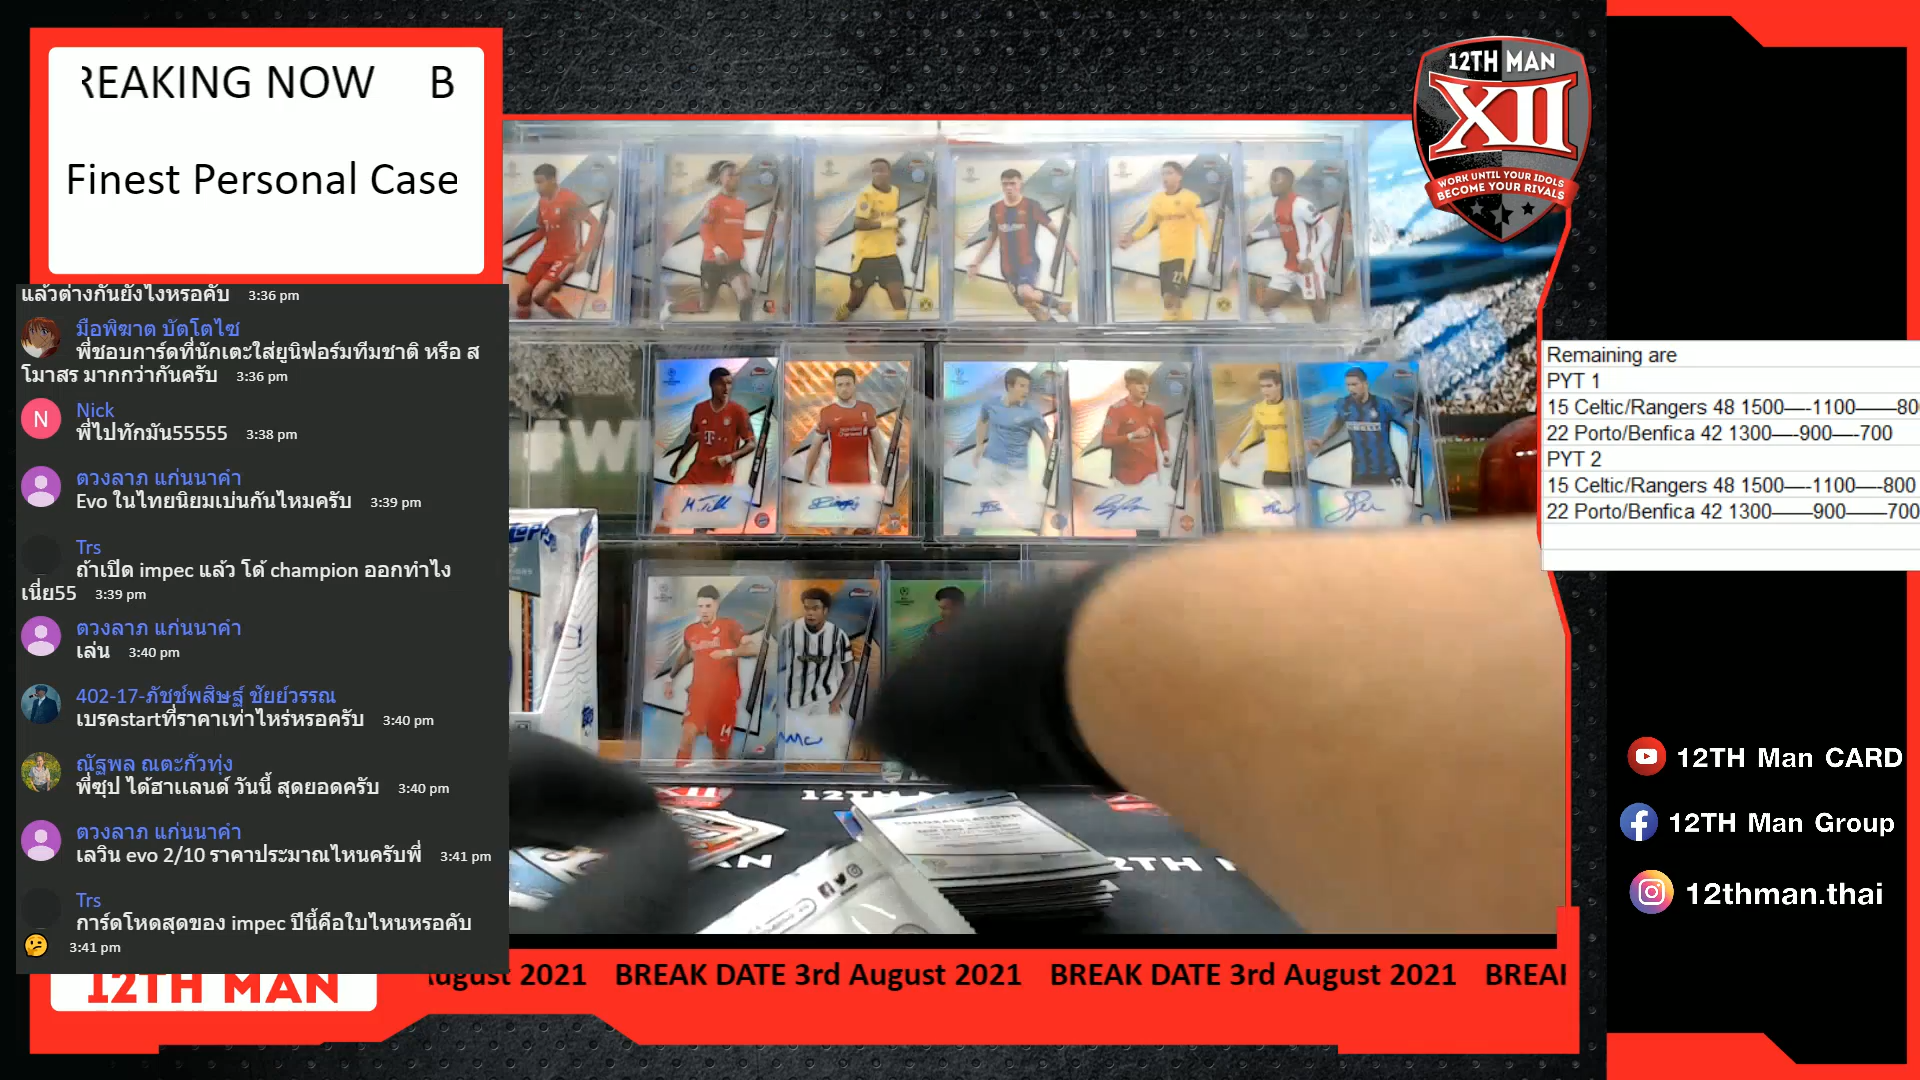 REAKING NOW B
Finest Personal Case
แล้วต่างกันยังไงหรอคับ 3:36 pm
มือพิฆาต บัตโตไซ
พี่ชอบการ์ดที่นักเตะใส่ยูนิฟอร์มทีมชาติ หรือ ส
โมาสร มากกว่ากันครับ 3:36 pm
N
Nick
พี่ไปทักมัน55555 3:38 pm
ตวงลาภ แก่นนาคำ
Evo ในไทยนิยมเบ่นกันไหมครับ 3:39 pm
Trs
ถ้าเปิด impec แล้ว โด้ champion ออกทำไง
เนี่ย55 3:39 pm
ตวงลาภ แก่นนาคำ
เล่น 3:40 pm
402-17-ภัชช์พสิษฐ์ ชัยย์วรรณ
เบรคstartที่ราคาเท่าไหร่หรอครับ 3:40 pm
ณัฐพล ณตะกั่วทุ่ง
พี่ซุป ได้ฮาแลนด์ วันนี้ สุดยอดครับ 3:40 pm
ตวงลาภ แก่นนาคำ
เลวิน evo 2/10 ราคาประมาณไหนครับพี่ 3:41 pm
Trs
การ์ดโหดสุดของ impec ปีนี้คือใบไหนหรอคับ
🤔 3:41 pm
12TH MAN
August 2021 BREAK DATE 3rd August 2021 BREAK DATE 3rd August 2021 BREA
12TH MAN
XII
WORK UNTIL YOUR IDOLS
BECOME YOUR RIVALS
Remaining are
PYT 1
15 Celtic/Rangers 48 1500—-1100——80
22 Porto/Benfica 42 1300—-900—-700
PYT 2
15 Celtic/Rangers 48 1500—-1100—-800
22 Porto/Benfica 42 1300——900——700
12TH Man CARD
12TH Man Group
12thman.thai
topps
CONGRATULATIONS!